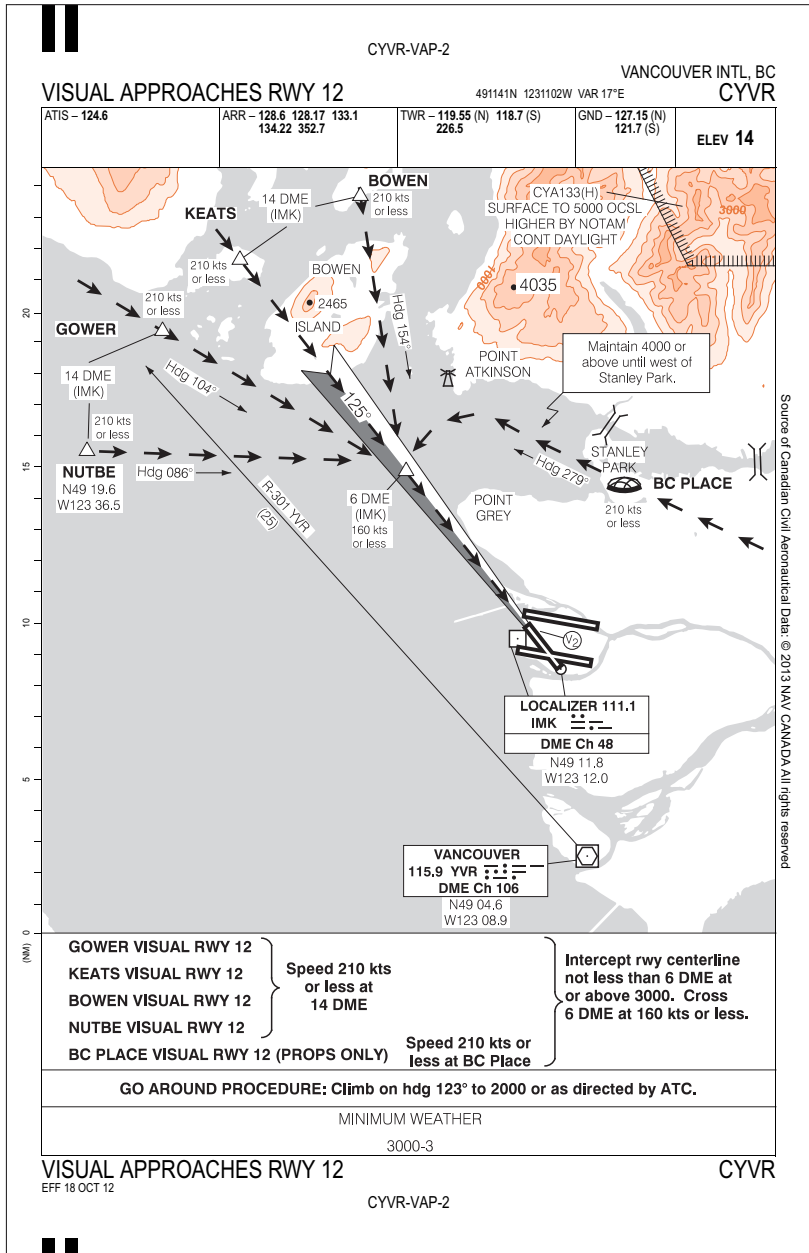 CYVR-VAP-2
VANCOUVER INTL, BC
VISUAL APPROACHES RWY 12
491141N 1231102W VAR 17°E
CYVR
ATIS – 124.6
ARR – 128.6 128.17 133.1
134.22 352.7
TWR – 119.55 (N) 118.7 (S)
226.5
GND – 127.15 (N)
121.7 (S)
ELEV 14
BOWEN
210 kts
or less
14 DME
(IMK)
KEATS
210 kts
or less
CYA133(H)
SURFACE TO 5000 OCSL
HIGHER BY NOTAM
CONT DAYLIGHT
3000
1000
4035
BOWEN
2465
ISLAND
210 kts
or less
GOWER
Hdg 154°
POINT
ATKINSON
Maintain 4000 or
above until west of
Stanley Park.
14 DME
(IMK)
Hdg 104°
125°
210 kts
or less
NUTBE
N49 19.6
W123 36.5
Hdg 086°
STANLEY
PARK
Hdg 279°
BC PLACE
210 kts
or less
R-301 YVR
(25)
6 DME
(IMK)
160 kts
or less
POINT
GREY
V2
LOCALIZER 111.1
IMK
DME Ch 48
N49 11.8
W123 12.0
VANCOUVER
115.9 YVR
DME Ch 106
N49 04.6
W123 08.9
20
15
10
5
0
(NM)
Source of Canadian Civil Aeronautical Data: © 2013 NAV CANADA All rights reserved
GOWER VISUAL RWY 12
KEATS VISUAL RWY 12
BOWEN VISUAL RWY 12
NUTBE VISUAL RWY 12
Speed 210 kts
or less at
14 DME
BC PLACE VISUAL RWY 12 (PROPS ONLY)
Speed 210 kts or
less at BC Place
Intercept rwy centerline
not less than 6 DME at
or above 3000. Cross
6 DME at 160 kts or less.
GO AROUND PROCEDURE: Climb on hdg 123° to 2000 or as directed by ATC.
MINIMUM WEATHER
3000-3
VISUAL APPROACHES RWY 12
CYVR
EFF 18 OCT 12
CYVR-VAP-2